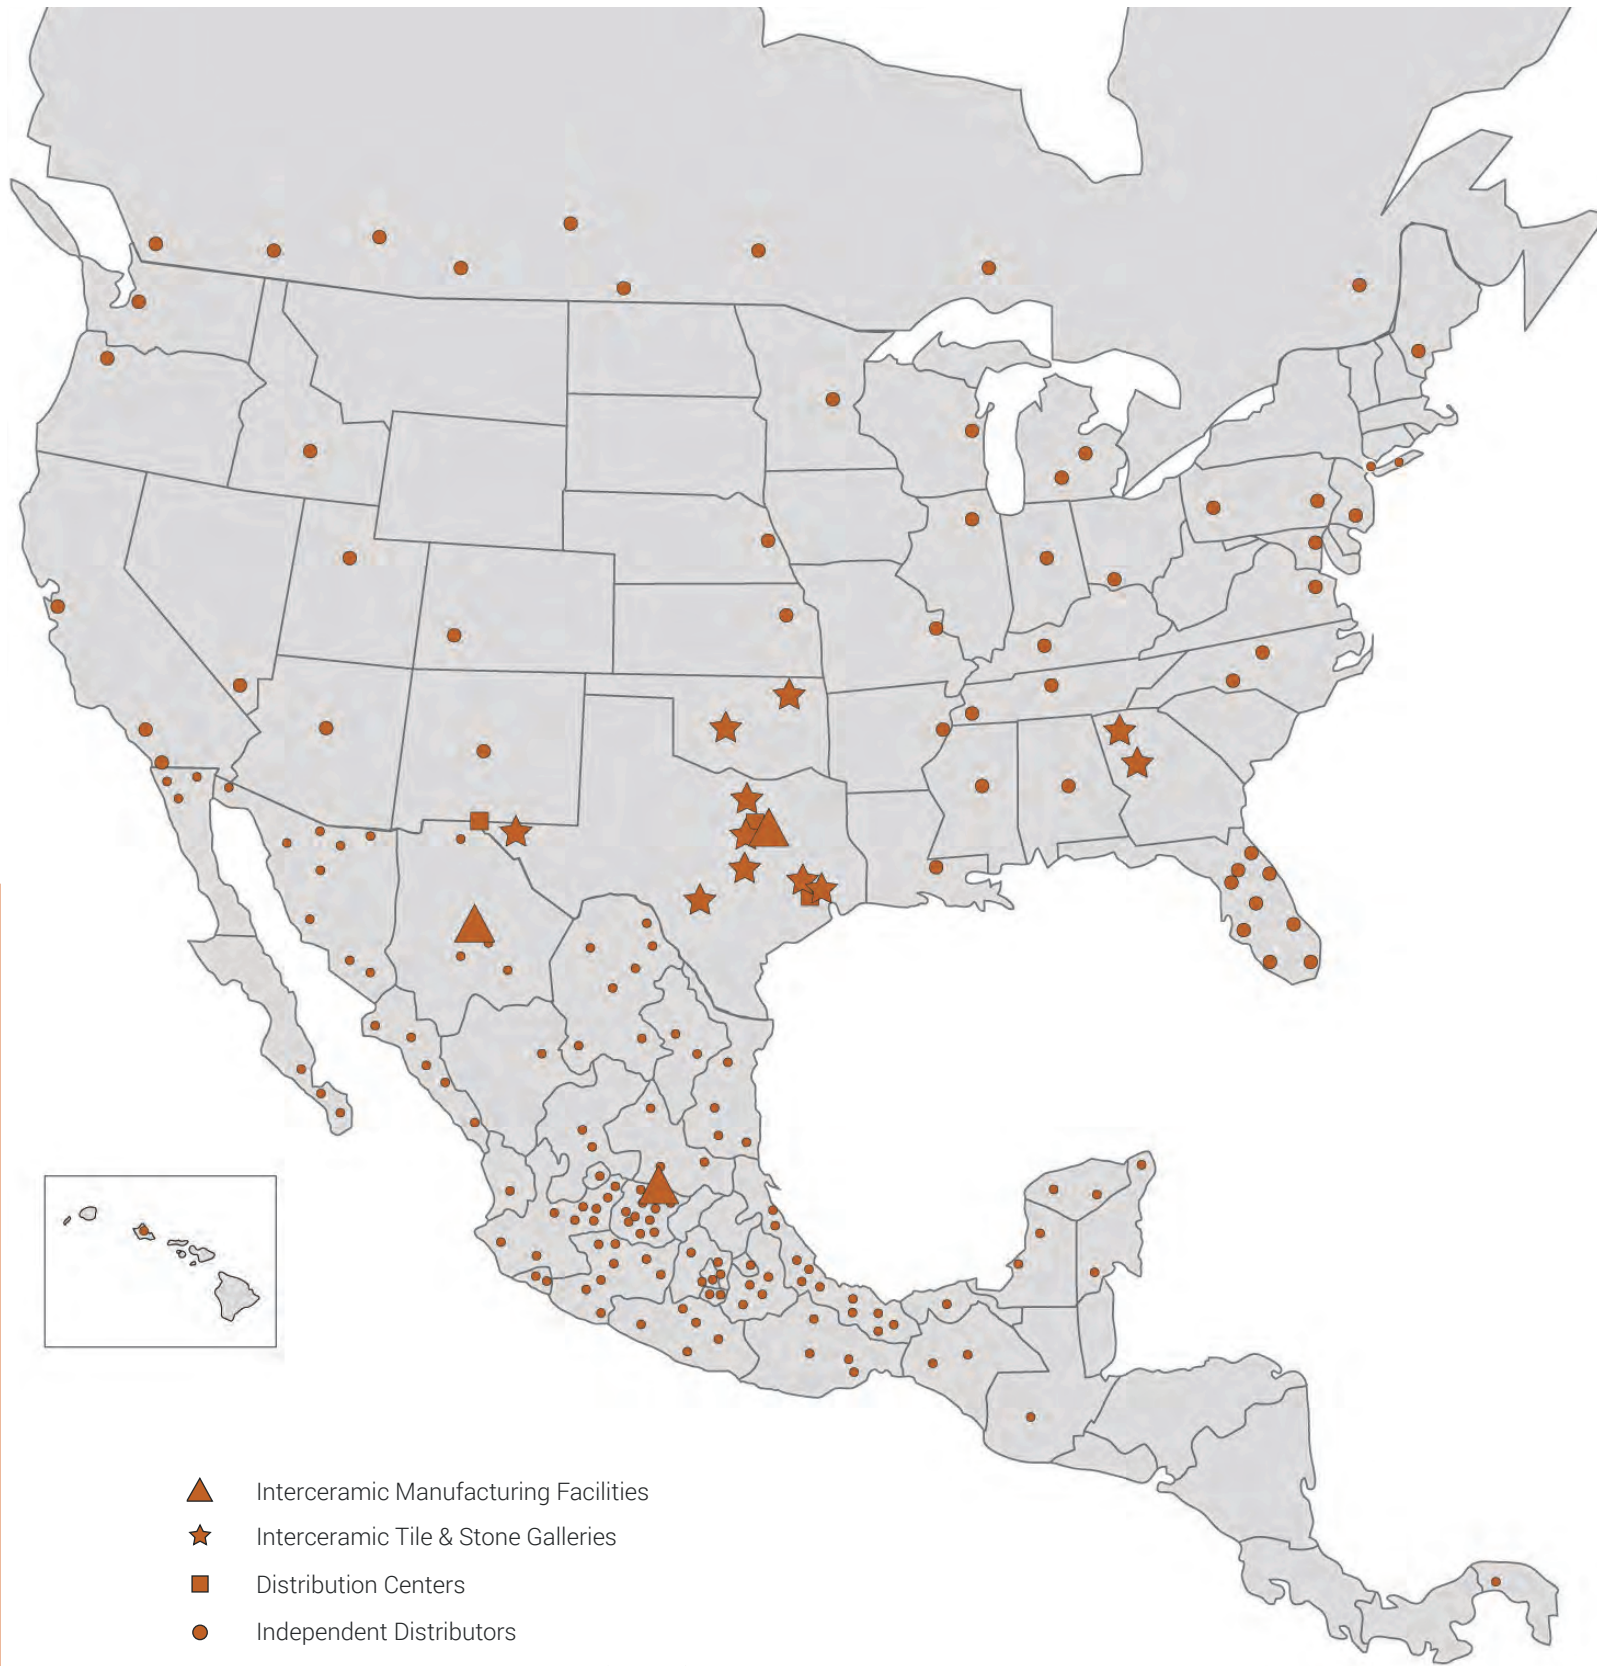 Interceramic Manufacturing Facilities
Interceramic Tile & Stone Galleries
Distribution Centers
Independent Distributors